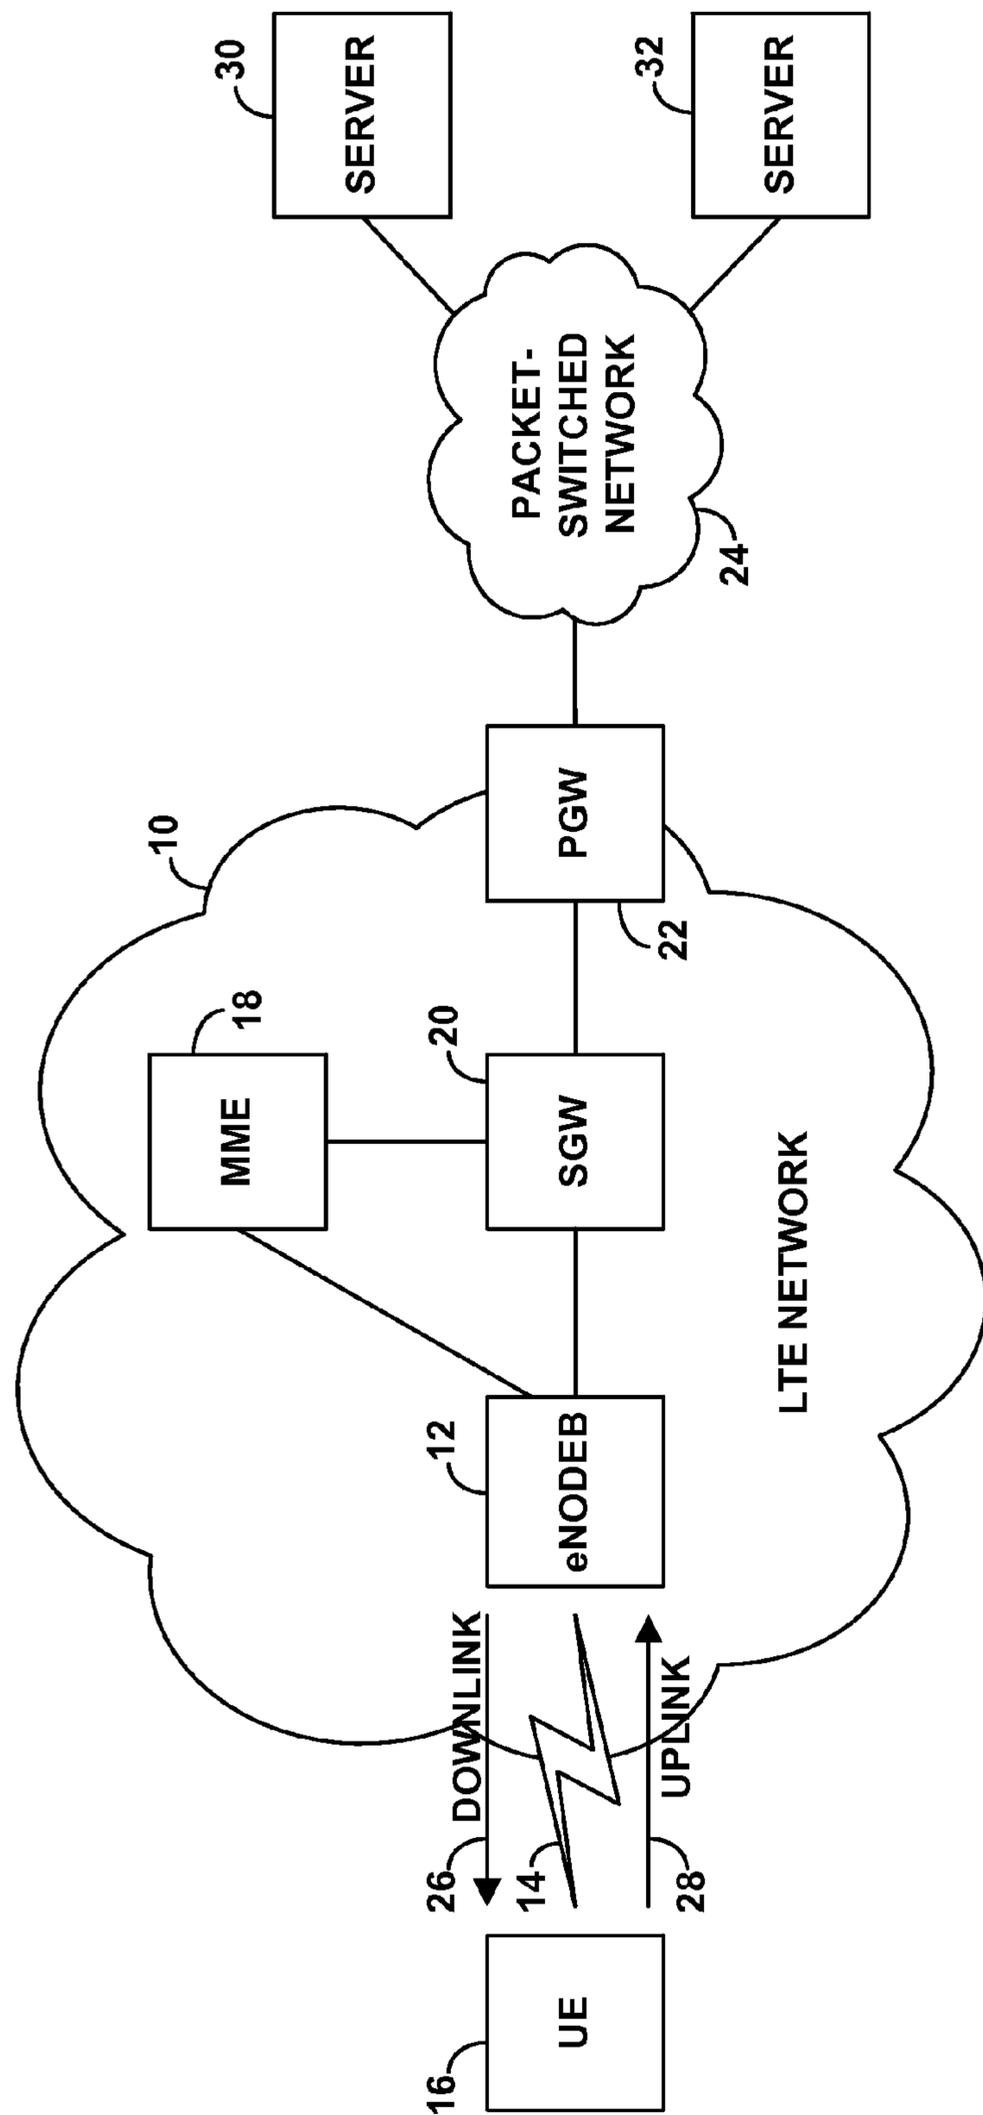 10
MME
18
30
SERVER
26
DOWNLINK
12
20
14
16
UE
eNODEB
SGW
PGW
22
PACKET-
SWITCHED
NETWORK
24
28
UPLINK
LTE NETWORK
32
SERVER